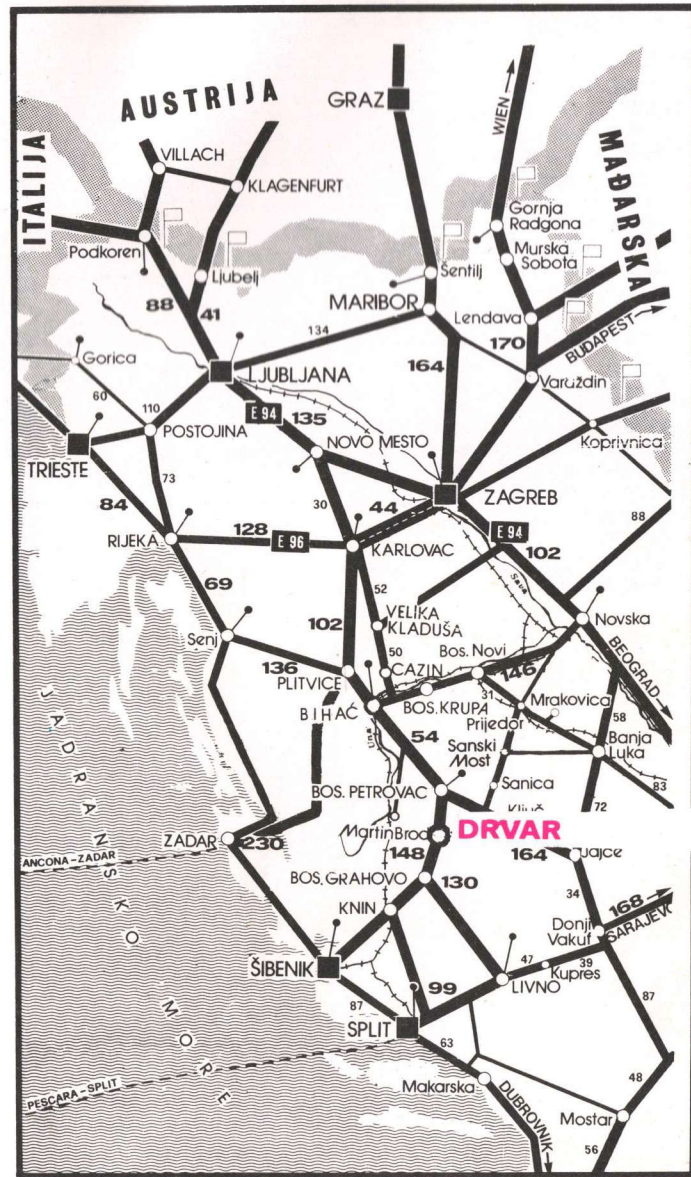 AUSTRIJA
GRAZ
WIEN
MAĐARSKA
ITALIJA
VILLACH
KLAGENFURT
Gornja
Radgona
Podkoren
Ljubelj
Šentilj
Murska
Sobota
88
41
MARIBOR
Lendava
134
170
BUDAPEST
Gorica
LJUBLJANA
164
Varaždin
60
110
E 94
135
POSTOJINA
NOVO MESTO
Koprivnica
TRIESTE
73
ZAGREB
84
30
44
E 94
88
128
E 96
RIJEKA
KARLOVAC
102
69
52
Sava
VELIKA
KLADUŠA
Novska
Senj
102
BEOGRAD
50
Bos. Novi
136
CAZIN
146
PLITVICE
BIHAĆ
BOS. KRUPA
31
Mrakovica
58
Prijedor
Una
54
Sanski
Most
Banja
Luka
JADRANSKO MORE
BOS. PETROVAC
Sanica
83
Ključ
72
Martin Brod
DRVAR
ZADAR
230
148
164
Jajce
ANCONA-ZADAR
BOS. GRAHOVO
130
34
168
KNIN
Donji
Vakuf
SARAJEVO
ŠIBENIK
99
47
39
Kupres
LIVNO
87
87
SPLIT
63
PESCARA-SPLIT
Makarska
48
DUBROVNIK
Mostar
56